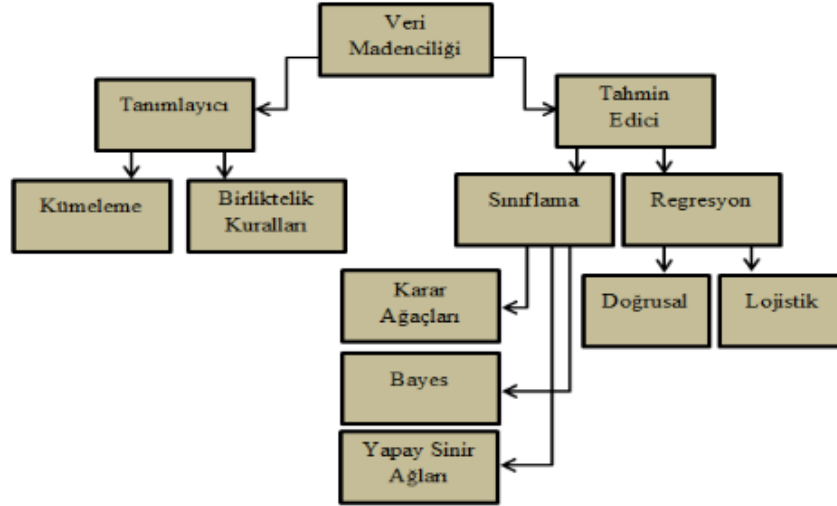 Veri
Madenciliği
Tanımlayıcı
Tahmin
Edici
Kümeleme
Birliktelik
Kuralları
Sınıflama
Regresyon
Karar
Ağaçları
Doğrusal
Lojistik
Bayes
Yapay Sinir
Ağları